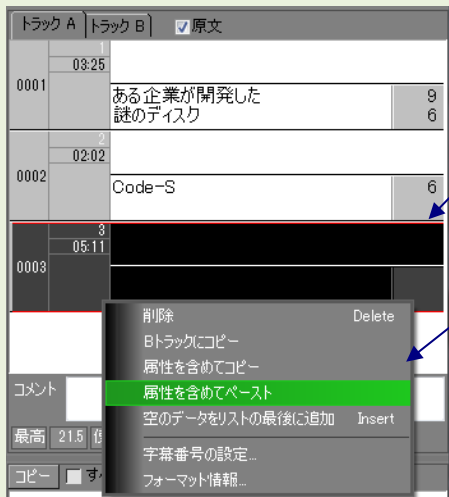 トラック A トラック B 原文
1
03:25
0001
ある企業が開発した 9
謎のディスク 6
2
02:02
0002
Code-S 6
3
05:11
0003
削除 Delete
Bトラックにコピー
属性を含めてコピー
コメント
属性を含めてペースト
空のデータをリストの最後に追加 Insert
最高 21.5
字幕番号の設定...
コピー
フォーマット情報...